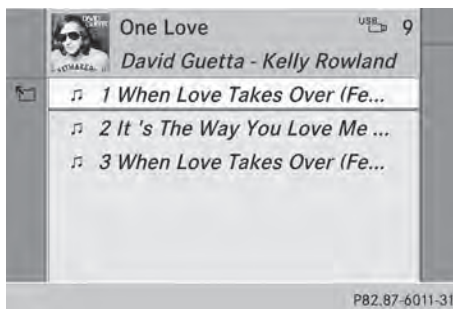 One Love USB 9
David Guetta - Kelly Rowland
1 When Love Takes Over (Fe...
2 It 's The Way You Love Me ...
3 When Love Takes Over (Fe...
P82.87-6011-31